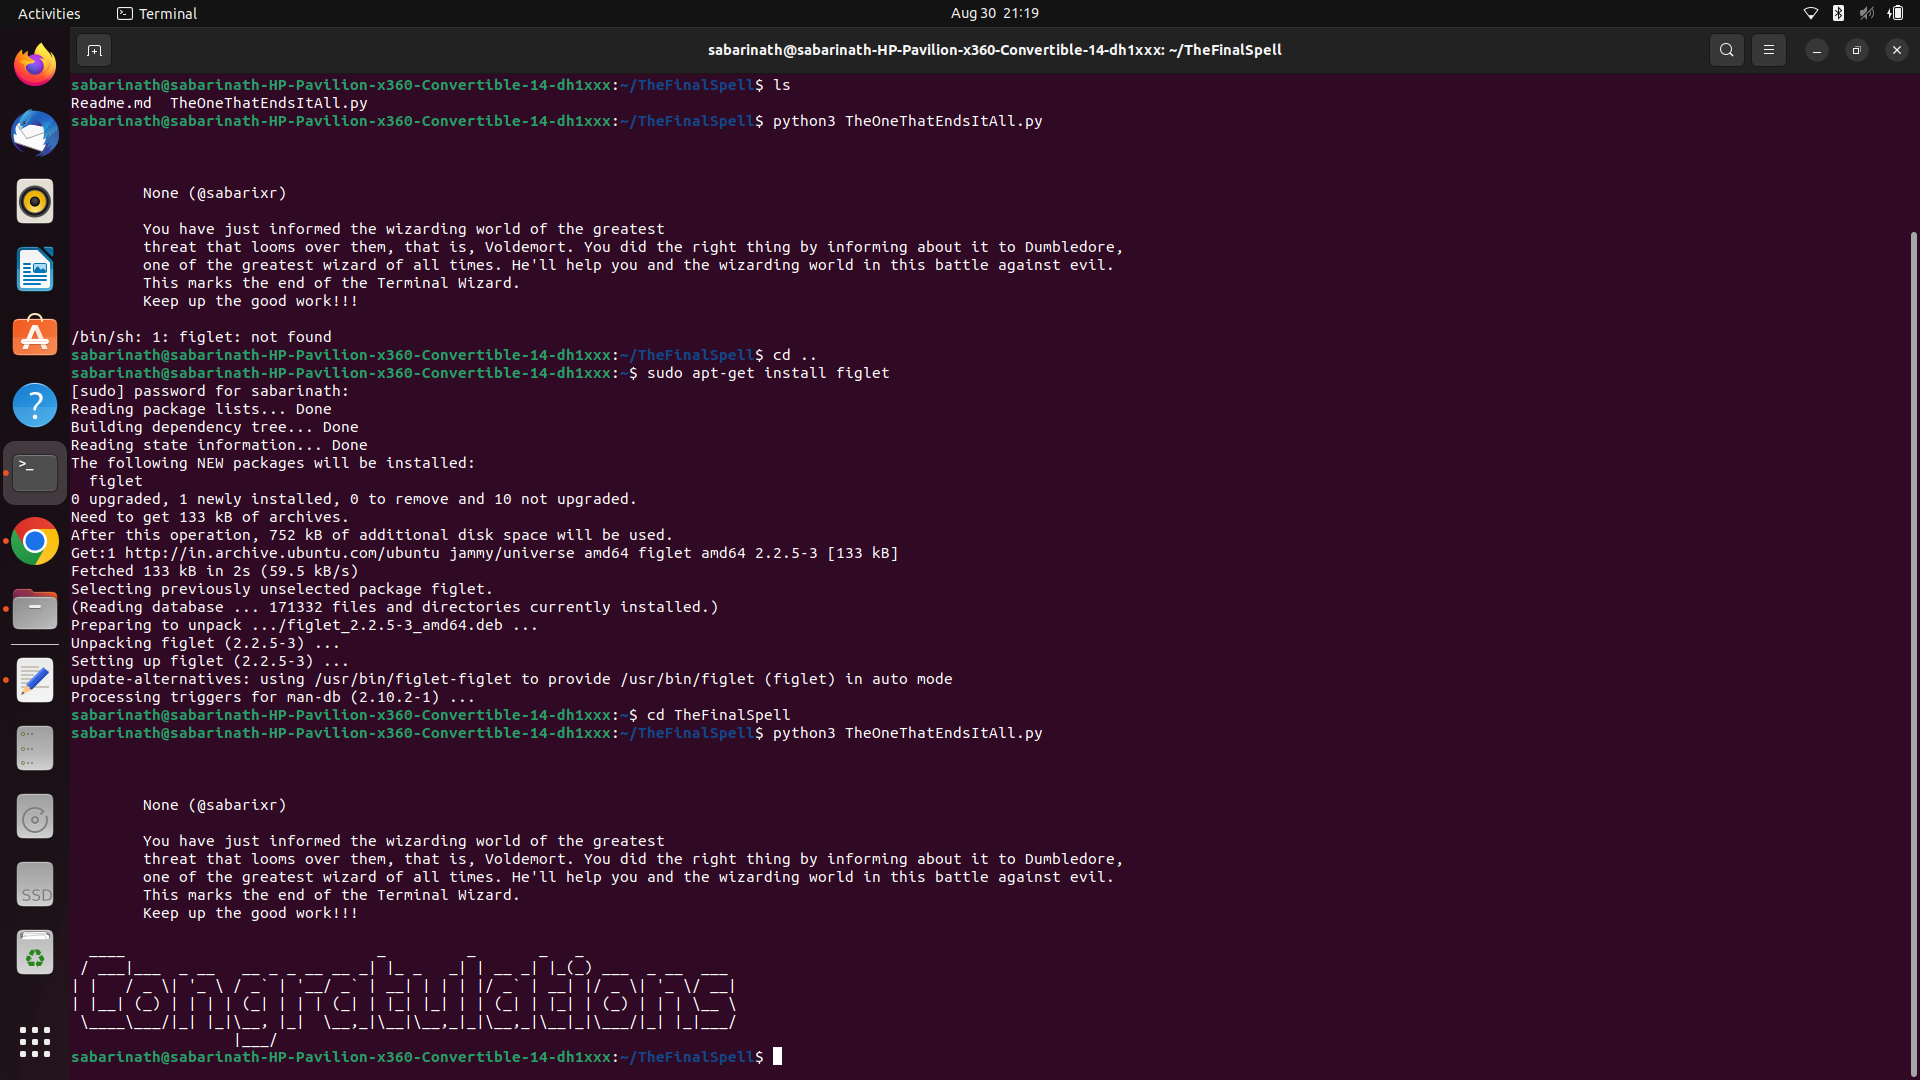 Activities Terminal Aug 30 21:19
sabarinath@sabarinath-HP-Pavilion-x360-Convertible-14-dh1xxx: ~/TheFinalSpell
sabarinath@sabarinath-HP-Pavilion-x360-Convertible-14-dh1xxx:~/TheFinalSpell$ ls
Readme.md  TheOneThatEndsItAll.py
sabarinath@sabarinath-HP-Pavilion-x360-Convertible-14-dh1xxx:~/TheFinalSpell$ python3 TheOneThatEndsItAll.py
None (@sabarixr)
You have just informed the wizarding world of the greatest
threat that looms over them, that is, Voldemort. You did the right thing by informing about it to Dumbledore,
one of the greatest wizard of all times. He'll help you and the wizarding world in this battle against evil.
This marks the end of the Terminal Wizard.
Keep up the good work!!!
/bin/sh: 1: figlet: not found
sabarinath@sabarinath-HP-Pavilion-x360-Convertible-14-dh1xxx:~/TheFinalSpell$ cd ..
sabarinath@sabarinath-HP-Pavilion-x360-Convertible-14-dh1xxx:~$ sudo apt-get install figlet
[sudo] password for sabarinath:
Reading package lists... Done
Building dependency tree... Done
Reading state information... Done
The following NEW packages will be installed:
  figlet
0 upgraded, 1 newly installed, 0 to remove and 10 not upgraded.
Need to get 133 kB of archives.
After this operation, 752 kB of additional disk space will be used.
Get:1 http://in.archive.ubuntu.com/ubuntu jammy/universe amd64 figlet amd64 2.2.5-3 [133 kB]
Fetched 133 kB in 2s (59.5 kB/s)
Selecting previously unselected package figlet.
(Reading database ... 171332 files and directories currently installed.)
Preparing to unpack .../figlet_2.2.5-3_amd64.deb ...
Unpacking figlet (2.2.5-3) ...
Setting up figlet (2.2.5-3) ...
update-alternatives: using /usr/bin/figlet-figlet to provide /usr/bin/figlet (figlet) in auto mode
Processing triggers for man-db (2.10.2-1) ...
sabarinath@sabarinath-HP-Pavilion-x360-Convertible-14-dh1xxx:~$ cd TheFinalSpell
sabarinath@sabarinath-HP-Pavilion-x360-Convertible-14-dh1xxx:~/TheFinalSpell$ python3 TheOneThatEndsItAll.py
None (@sabarixr)
You have just informed the wizarding world of the greatest
threat that looms over them, that is, Voldemort. You did the right thing by informing about it to Dumbledore,
one of the greatest wizard of all times. He'll help you and the wizarding world in this battle against evil.
This marks the end of the Terminal Wizard.
Keep up the good work!!!
SSD
Congratulations
sabarinath@sabarinath-HP-Pavilion-x360-Convertible-14-dh1xxx:~/TheFinalSpell$